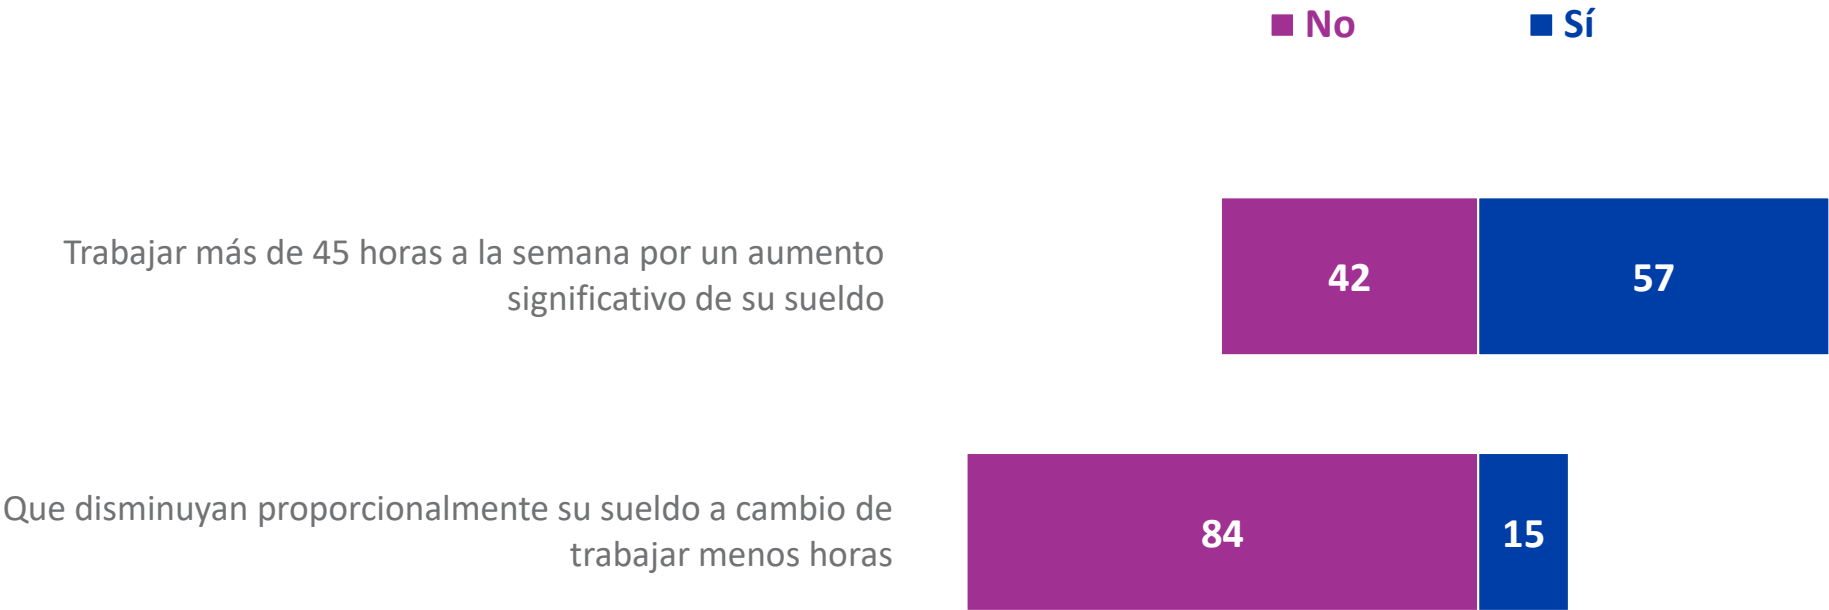 No Sí
Trabajar más de 45 horas a la semana por un aumento
significativo de su sueldo
42 57
Que disminuyan proporcionalmente su sueldo a cambio de
trabajar menos horas
84 15